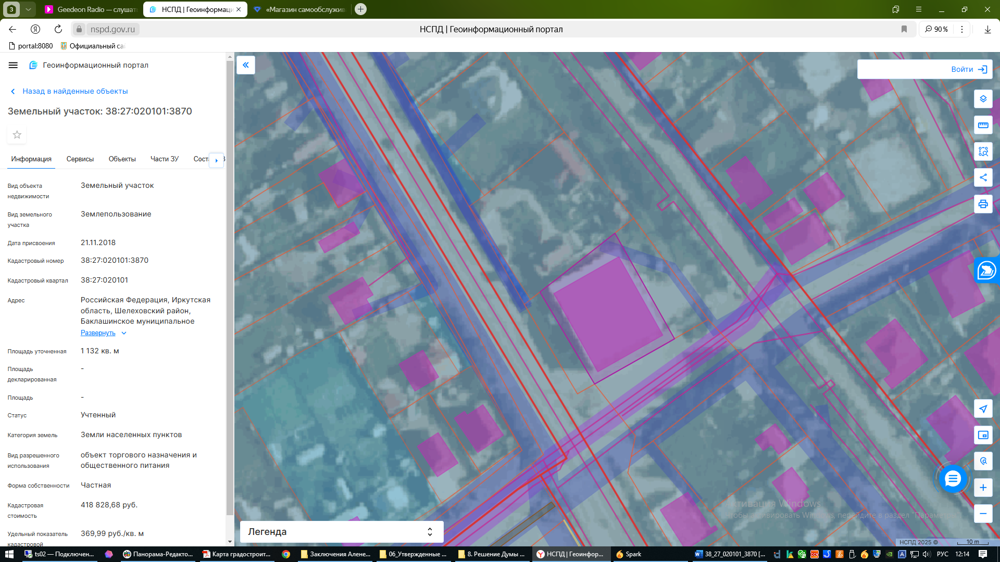 3
Geedeon Radio — слушат
НСПД | Геоинформаци
«Магазин самообслужив
nspd.gov.ru
НСПД | Геоинформационный портал
90 %
portal:8080
Официальный са
Геоинформационный портал
Назад в найденные объекты
Земельный участок: 38:27:020101:3870
Информация
Сервисы
Объекты
Части ЗУ
Соста
Вид объекта недвижимости
Земельный участок
Вид земельного участка
Землепользование
Дата присвоения
21.11.2018
Кадастровый номер
38:27:020101:3870
Кадастровый квартал
38:27:020101
Адрес
Российская Федерация, Иркутская
область, Шелеховский район,
Баклашинское муниципальное
Развернуть
Площадь уточненная
1 132 кв. м
Площадь декларированная
-
Площадь
-
Статус
Учтенный
Категория земель
Земли населенных пунктов
Вид разрешенного использования
объект торгового назначения и
общественного питания
Форма собственности
Частная
Кадастровая стоимость
418 828,68 руб.
Удельный показатель кадастровой
369,99 руб./кв. м
Войти
Легенда
Активация Windows
Чтобы активировать Windows, перейдите в раздел "Параметры
НСПД 2025 ©
10 m
ts02 — Подключен...
Панорама-Редакто...
Карта градостроит...
Заключения Алене...
06_Утвержденные ...
8. Решение Думы ...
НСПД | Геоинфор...
Spark
38_27_020101_3870 [...
РУС
12:14